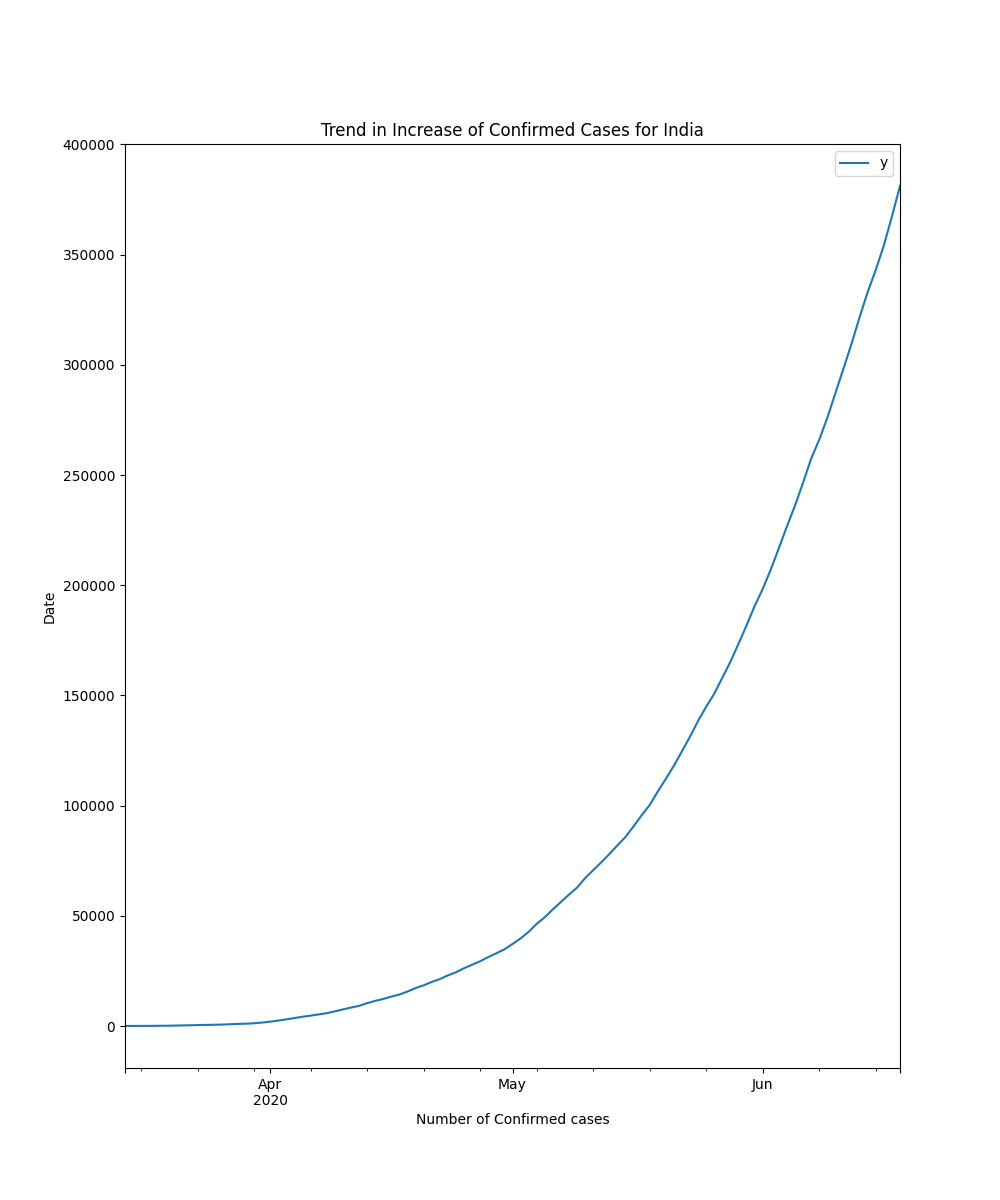 Trend in Increase of Confirmed Cases for India
400000
y
350000
300000
250000
200000
Date
150000
100000
50000
0
Apr May Jun
2020
Number of Confirmed cases